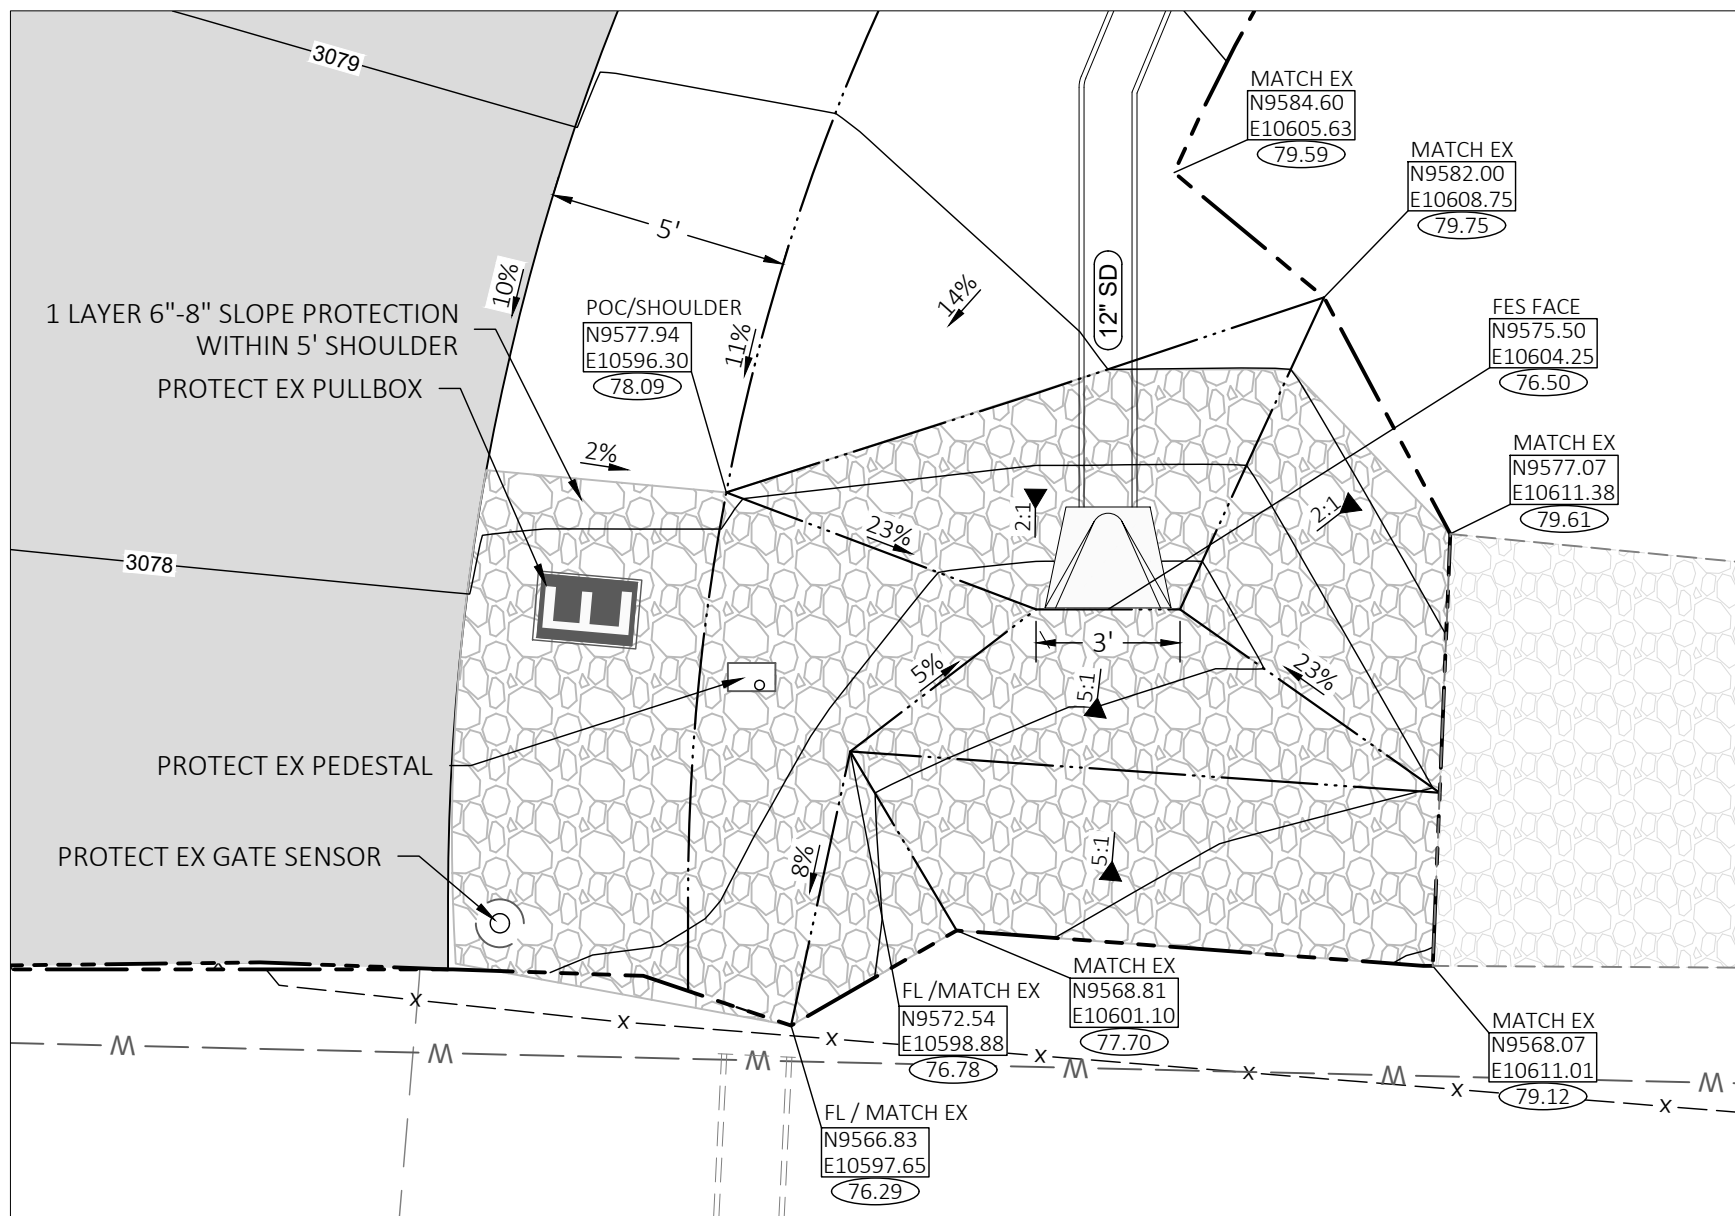 3079
MATCH EX
N9584.60
E10605.63
79.59
MATCH EX
N9582.00
E10608.75
79.75
5'
10%
12" SD
14%
11%
1 LAYER 6"-8" SLOPE PROTECTION
WITHIN 5' SHOULDER
PROTECT EX PULLBOX
POC/SHOULDER
N9577.94
E10596.30
78.09
FES FACE
N9575.50
E10604.25
76.50
2%
MATCH EX
N9577.07
E10611.38
79.61
23%
2:1
2:1
3078
E
3'
5%
5:1
23%
PROTECT EX PEDESTAL
PROTECT EX GATE SENSOR
8%
5:1
FL /MATCH EX
N9572.54
E10598.88
76.78
MATCH EX
N9568.81
E10601.10
77.70
MATCH EX
N9568.07
E10611.01
79.12
X X X X X X X
W W W W W W
FL / MATCH EX
N9566.83
E10597.65
76.29